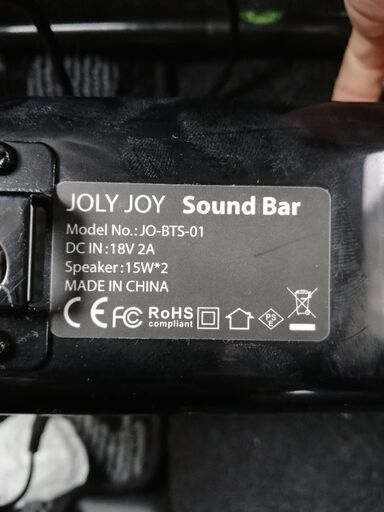 JOLY JOY Sound Bar
Model No.:JO-BTS-01
DC IN:18V 2A
Speaker:15W*2
MADE IN CHINA
CE FC RoHS
compliant
PS
E